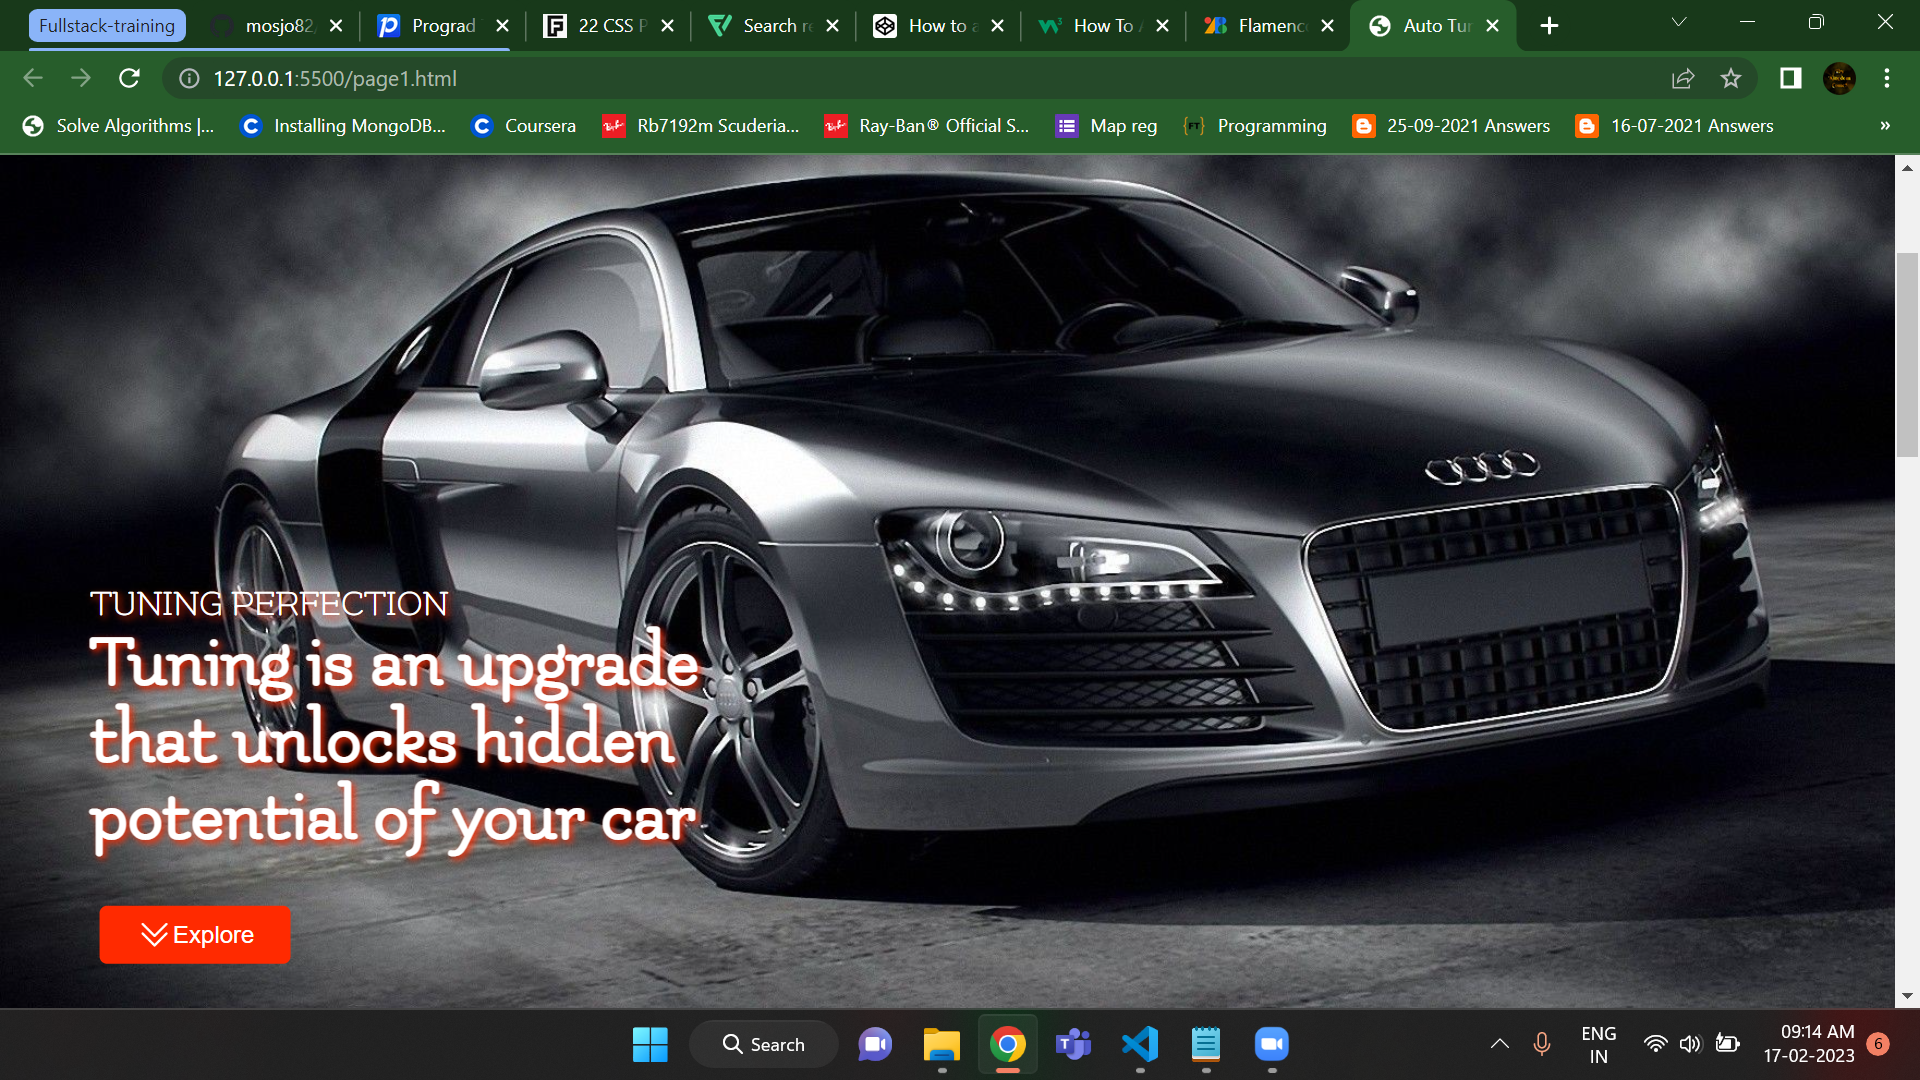 Fullstack-training
mosjo82/
Prograd
22 CSS P
Search re
How to a
How To A
Flamenco
Auto Tun
127.0.0.1:5500/page1.html
Solve Algorithms |...
Installing MongoDB...
Coursera
Rb7192m Scuderia...
Ray-Ban® Official S...
Map reg
Programming
25-09-2021 Answers
16-07-2021 Answers
»
TUNING PERFECTION
Tuning is an upgrade
that unlocks hidden
potential of your car
Explore
Search
ENG
IN
09:14 AM
17-02-2023
6